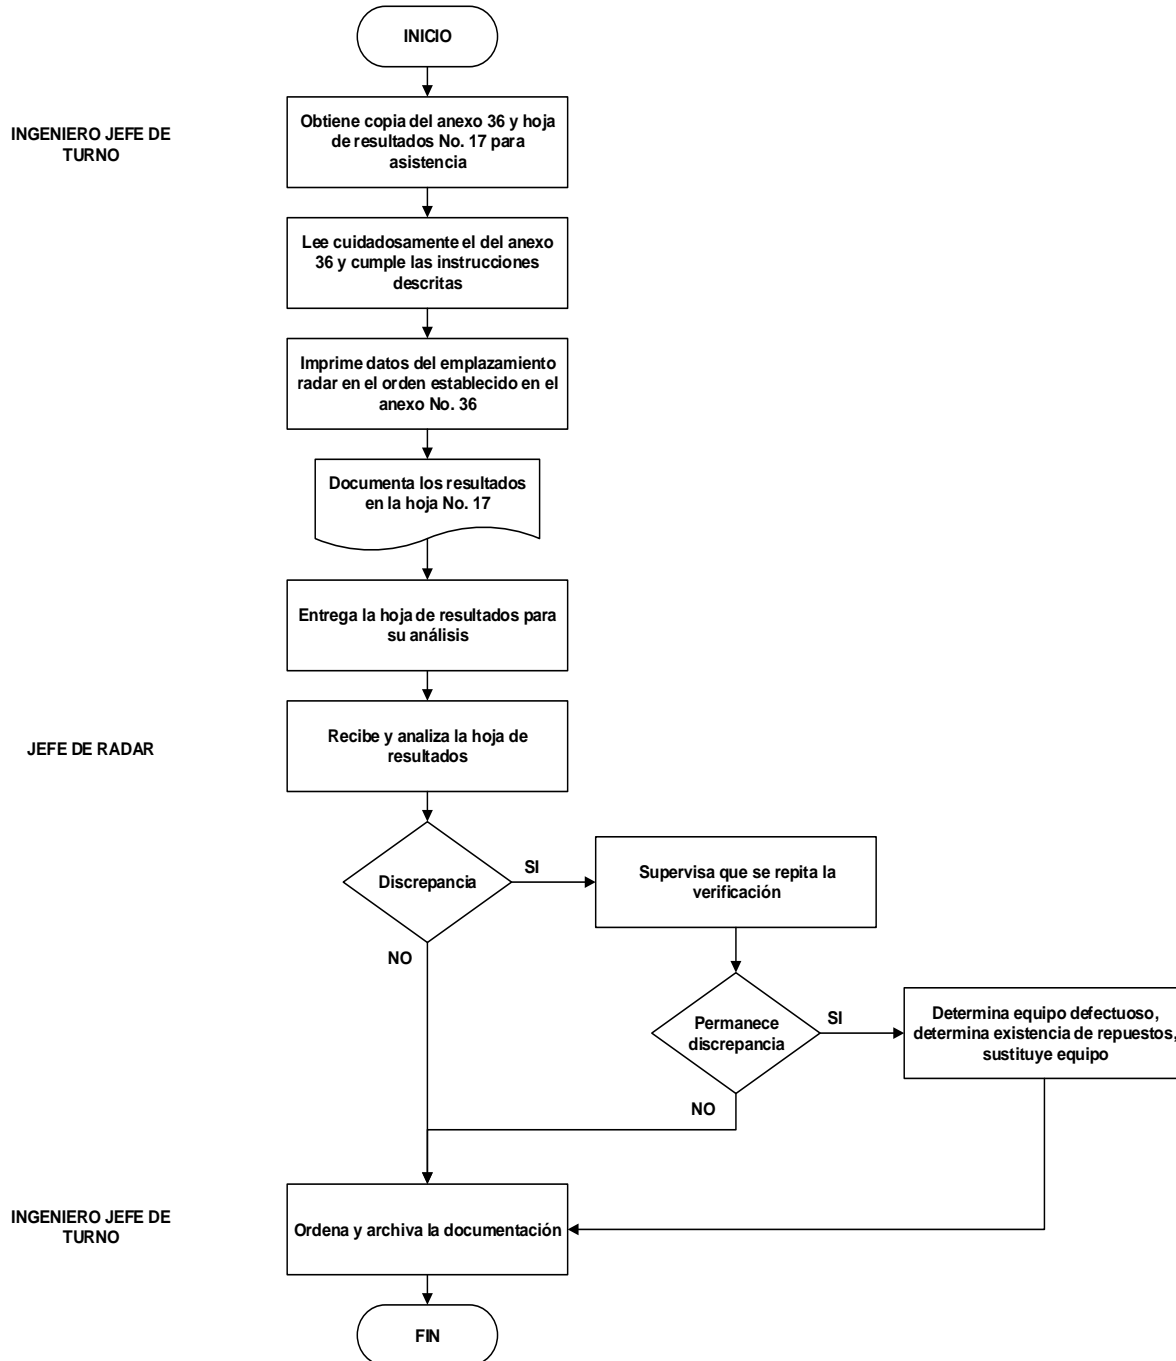 INICIO
INGENIERO JEFE DE
TURNO
Obtiene copia del anexo 36 y hoja
de resultados No. 17 para
asistencia
Lee cuidadosamente el del anexo
36 y cumple las instrucciones
descritas
Imprime datos del emplazamiento
radar en el orden establecido en el
anexo No. 36
Documenta los resultados
en la hoja No. 17
Entrega la hoja de resultados para
su análisis
JEFE DE RADAR
Recibe y analiza la hoja de
resultados
Discrepancia
SI
Supervisa que se repita la
verificación
NO
Permanece
discrepancia
SI
Determina equipo defectuoso,
determina existencia de repuestos,
sustituye equipo
NO
INGENIERO JEFE DE
TURNO
Ordena y archiva la documentación
FIN